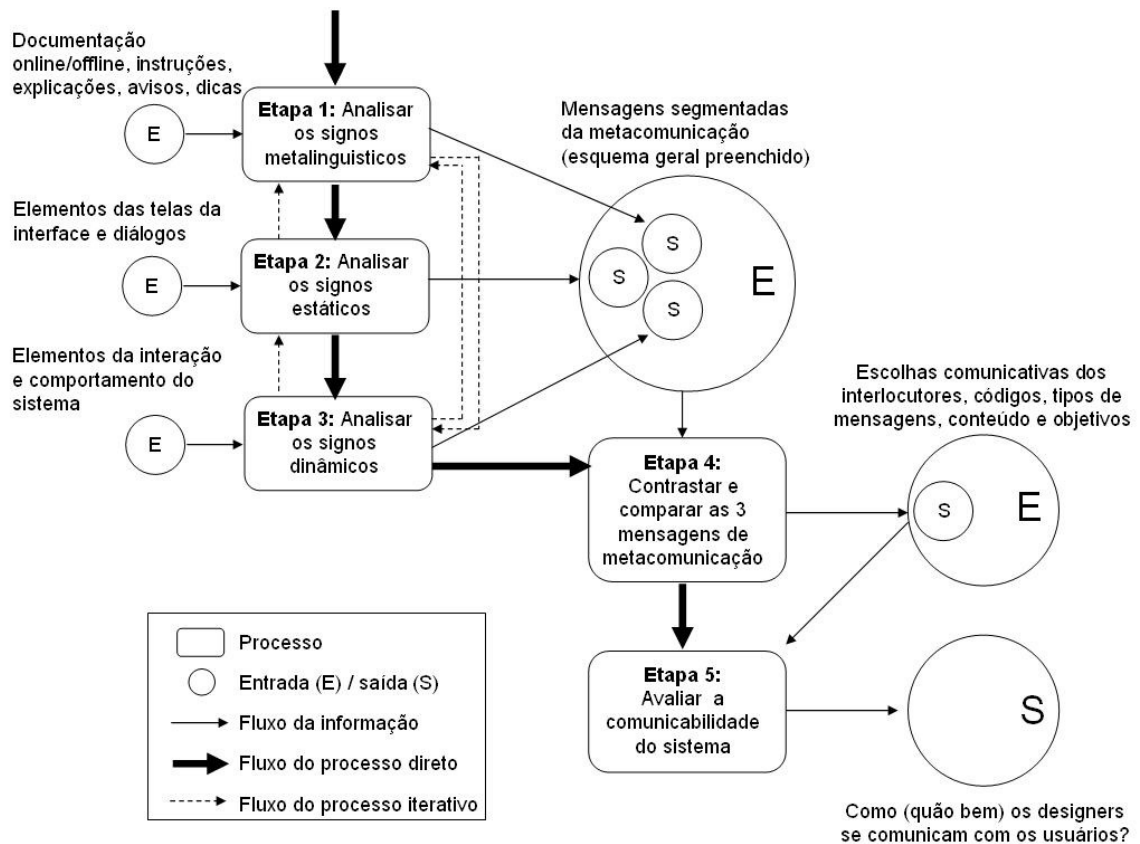 Documentação
online/offline, instruções,
explicações, avisos, dicas
E
Etapa 1: Analisar
os signos
metalinguisticos
Mensagens segmentadas
da metacomunicação
(esquema geral preenchido)
S
S
S
E
Elementos das telas da
interface e diálogos
E
Etapa 2: Analisar
os signos
estáticos
Elementos da interação
e comportamento do
sistema
E
Etapa 3: Analisar
os signos
dinâmicos
Escolhas comunicativas dos
interlocutores, códigos, tipos de
mensagens, conteúdo e objetivos
Etapa 4:
Contrastar e
comparar as 3
mensagens de
metacomunicação
S
E
Etapa 5:
Avaliar a
comunicabilidade
do sistema
S
Como (quão bem) os designers
se comunicam com os usuários?
Processo
Entrada (E) / saída (S)
Fluxo da informação
Fluxo do processo direto
Fluxo do processo iterativo